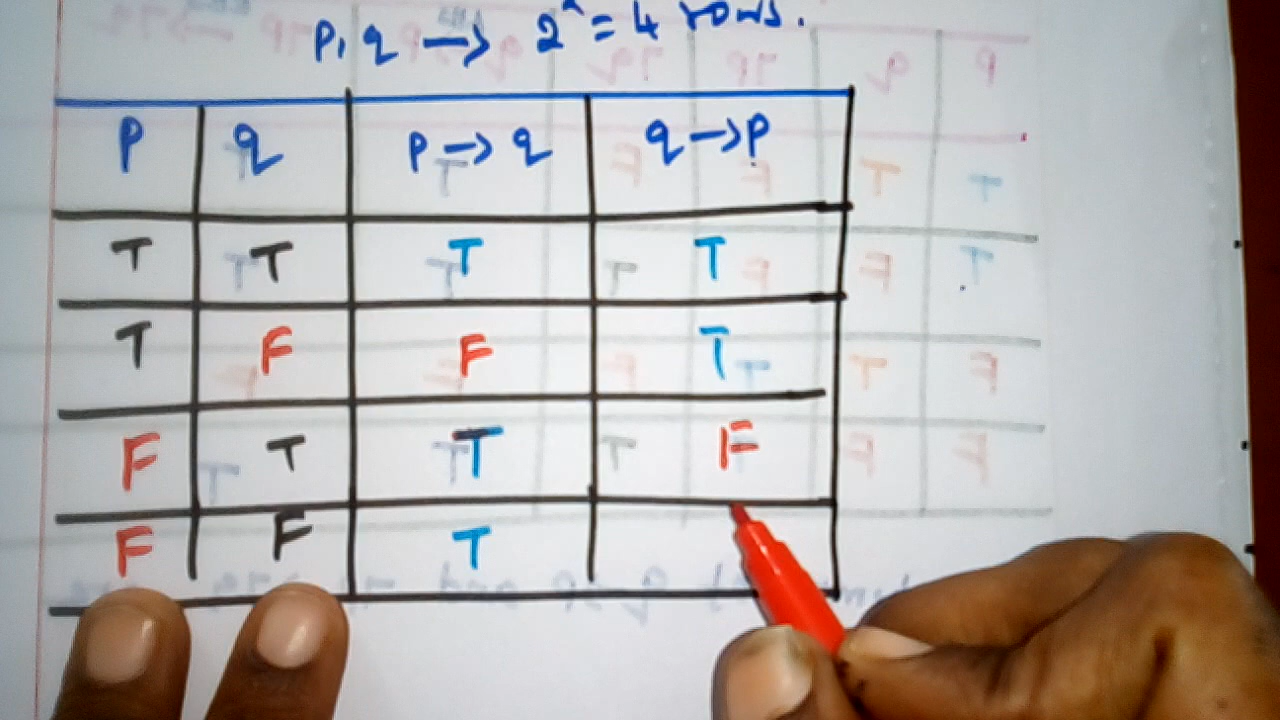 P, q → 2² = 4 rows.
P q P → q q → P
T T T T
T F F T
F T T F
F F T